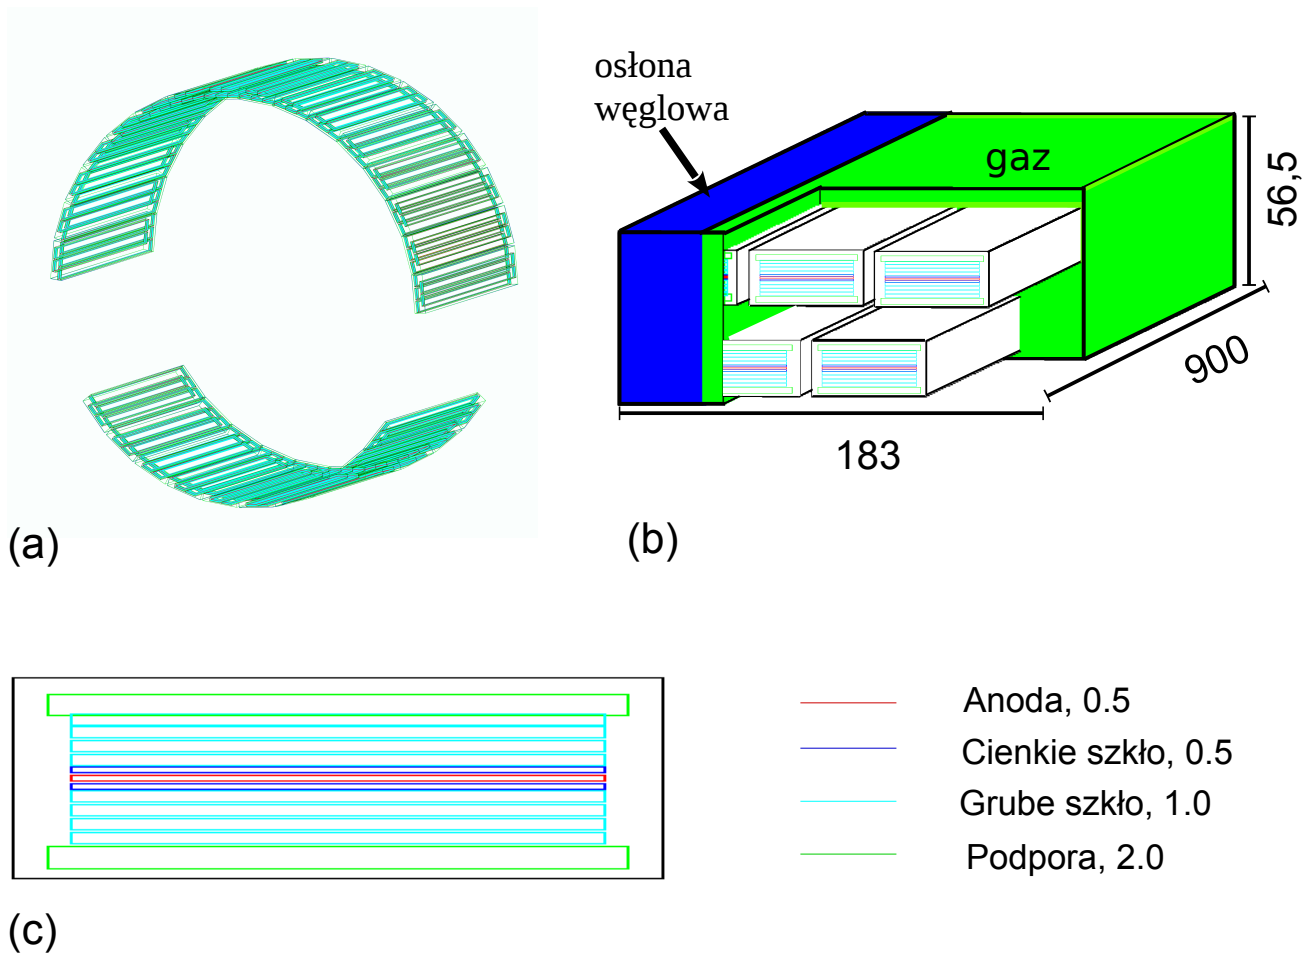 osłona
węglowa
gaz
56,5
900
183
(a)
(b)
Anoda, 0.5
Cienkie szkło, 0.5
Grube szkło, 1.0
Podpora, 2.0
(c)